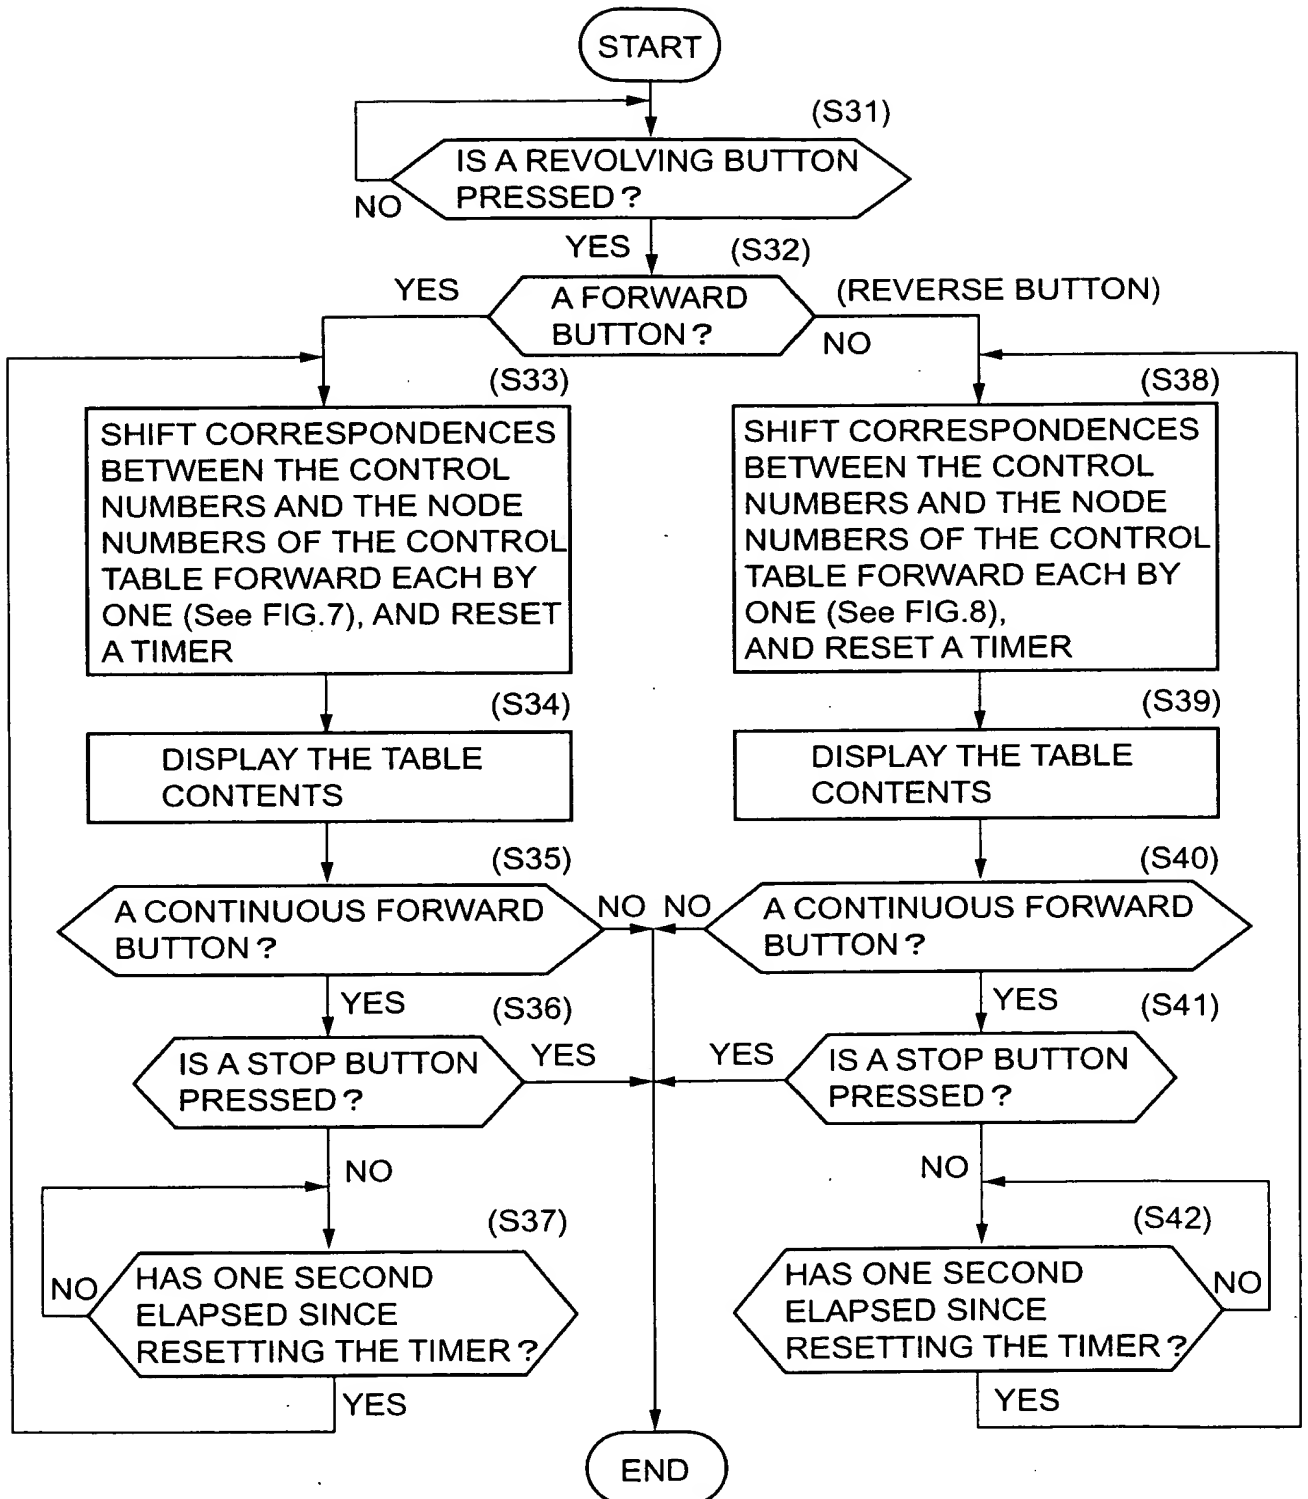 START
(S31)
IS A REVOLVING BUTTON
PRESSED?
NO
YES
(S32)
YES
A FORWARD
BUTTON?
(REVERSE BUTTON)
NO
(S33)
SHIFT CORRESPONDENCES
BETWEEN THE CONTROL
NUMBERS AND THE NODE
NUMBERS OF THE CONTROL
TABLE FORWARD EACH BY
ONE (See FIG.7), AND RESET
A TIMER
(S38)
SHIFT CORRESPONDENCES
BETWEEN THE CONTROL
NUMBERS AND THE NODE
NUMBERS OF THE CONTROL
TABLE FORWARD EACH BY
ONE (See FIG.8),
AND RESET A TIMER
(S34)
DISPLAY THE TABLE
CONTENTS
(S39)
DISPLAY THE TABLE
CONTENTS
(S35)
A CONTINUOUS FORWARD
BUTTON?
NO
NO
(S40)
A CONTINUOUS FORWARD
BUTTON?
YES
(S36)
IS A STOP BUTTON
PRESSED?
YES
YES
(S41)
IS A STOP BUTTON
PRESSED?
YES
NO
(S37)
NO
HAS ONE SECOND
ELAPSED SINCE
RESETTING THE TIMER?
YES
NO
(S42)
HAS ONE SECOND
ELAPSED SINCE
RESETTING THE TIMER?
NO
YES
END